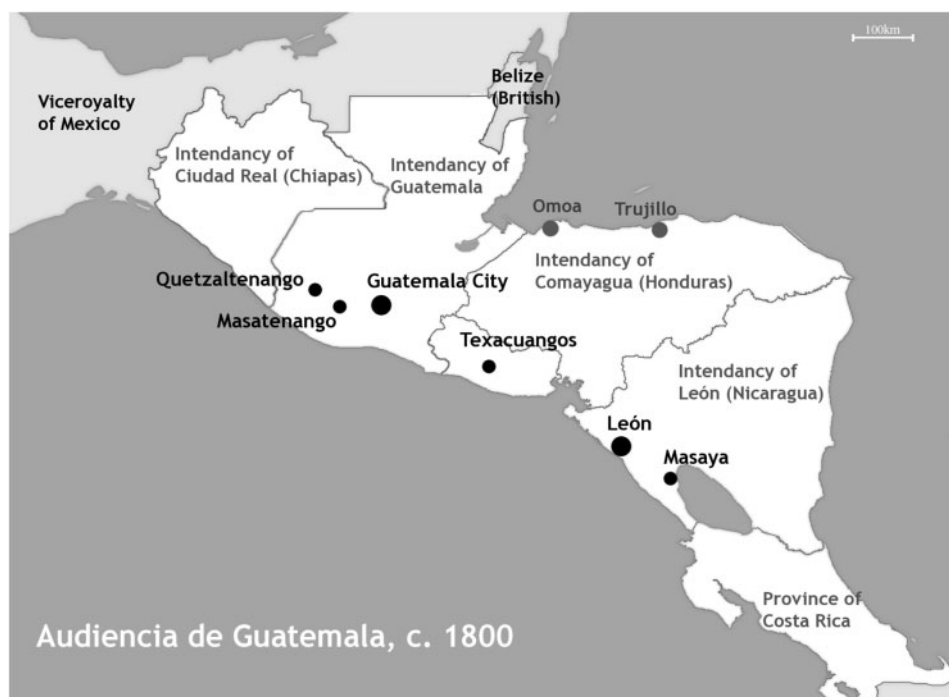 100km
Belize
(British)
Viceroyalty
of Mexico
Intendancy of
Ciudad Real (Chiapas)
Intendancy of
Guatemala
Omoa
Trujillo
Intendancy of
Comayagua (Honduras)
Quetzaltenango
Guatemala City
Masatenango
Texacuangos
Intendancy of
León (Nicaragua)
León
Masaya
Province of
Costa Rica
Audiencia de Guatemala, c. 1800